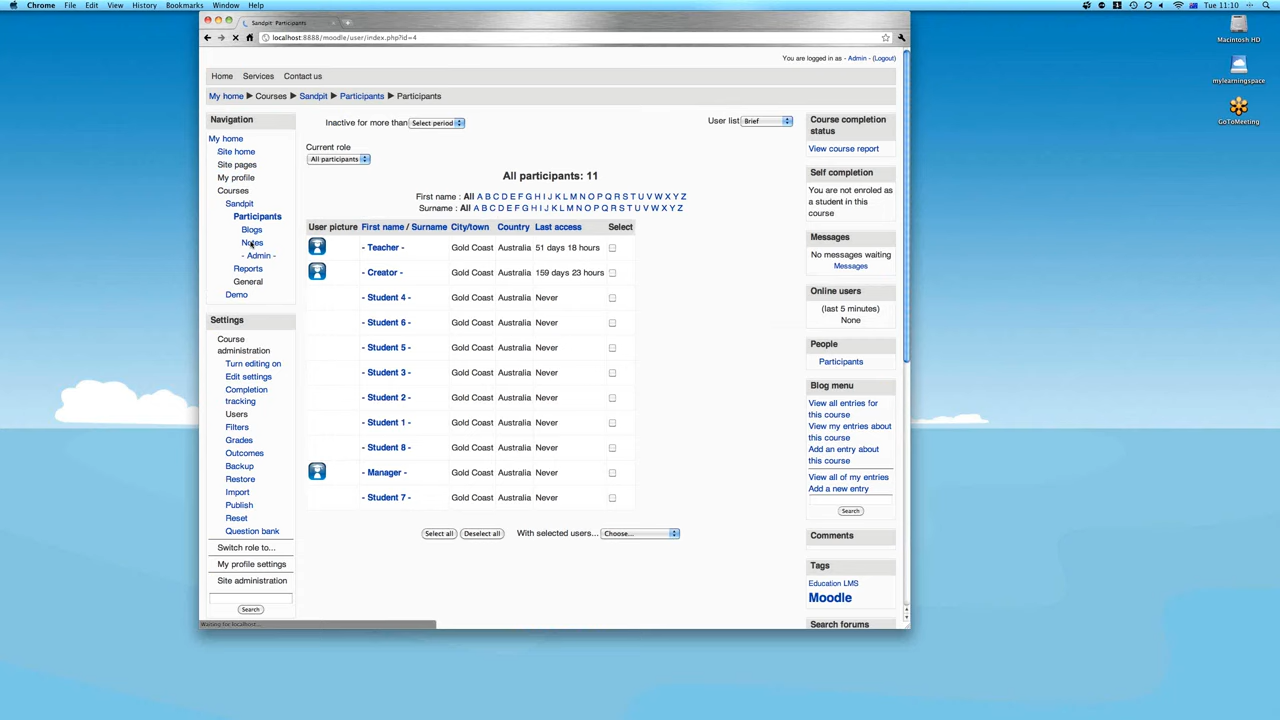 Chrome File Edit View History Bookmarks Window Help
Tue 11:10
Sandpit: Participants
localhost:8888/moodle/user/index.php?id=4
You are logged in as - Admin - (Logout)
Home Services Contact us
My home ► Courses ► Sandpit ► Participants ► Participants
Navigation
My home
Site home
Site pages
My profile
Courses
Sandpit
Participants
Blogs
Notes
- Admin -
Reports
General
Demo
Settings
Course
administration
Turn editing on
Edit settings
Completion
tracking
Users
Filters
Grades
Outcomes
Backup
Restore
Import
Publish
Reset
Question bank
Switch role to...
My profile settings
Site administration
Search
Waiting for localhost...
Inactive for more than Select period
User list Brief
Current role
All participants
All participants: 11
First name : All A B C D E F G H I J K L M N O P Q R S T U V W X Y Z
Surname : All A B C D E F G H I J K L M N O P Q R S T U V W X Y Z
User picture First name / Surname City/town Country Last access Select
- Teacher - Gold Coast Australia 51 days 18 hours
- Creator - Gold Coast Australia 159 days 23 hours
- Student 4 - Gold Coast Australia Never
- Student 6 - Gold Coast Australia Never
- Student 5 - Gold Coast Australia Never
- Student 3 - Gold Coast Australia Never
- Student 2 - Gold Coast Australia Never
- Student 1 - Gold Coast Australia Never
- Student 8 - Gold Coast Australia Never
- Manager - Gold Coast Australia Never
- Student 7 - Gold Coast Australia Never
Select all Deselect all With selected users... Choose...
Course completion
status
View course report
Self completion
You are not enroled as
a student in this
course
Messages
No messages waiting
Messages
Online users
(last 5 minutes)
None
People
Participants
Blog menu
View all entries for
this course
View my entries about
this course
Add an entry about
this course
View all of my entries
Add a new entry
Search
Comments
Tags
Education LMS
Moodle
Search forums
Macintosh HD
mylearningspace
GoToMeeting